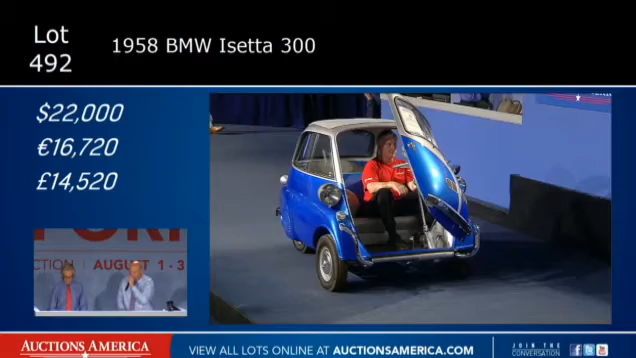 Lot
492
1958 BMW Isetta 300
$22,000
€16,720
£14,520
AUGUST 1 - 3
AUCTIONS AMERICA
VIEW ALL LOTS ONLINE AT AUCTIONSAMERICA.COM
JOIN THE
CONVERSATION